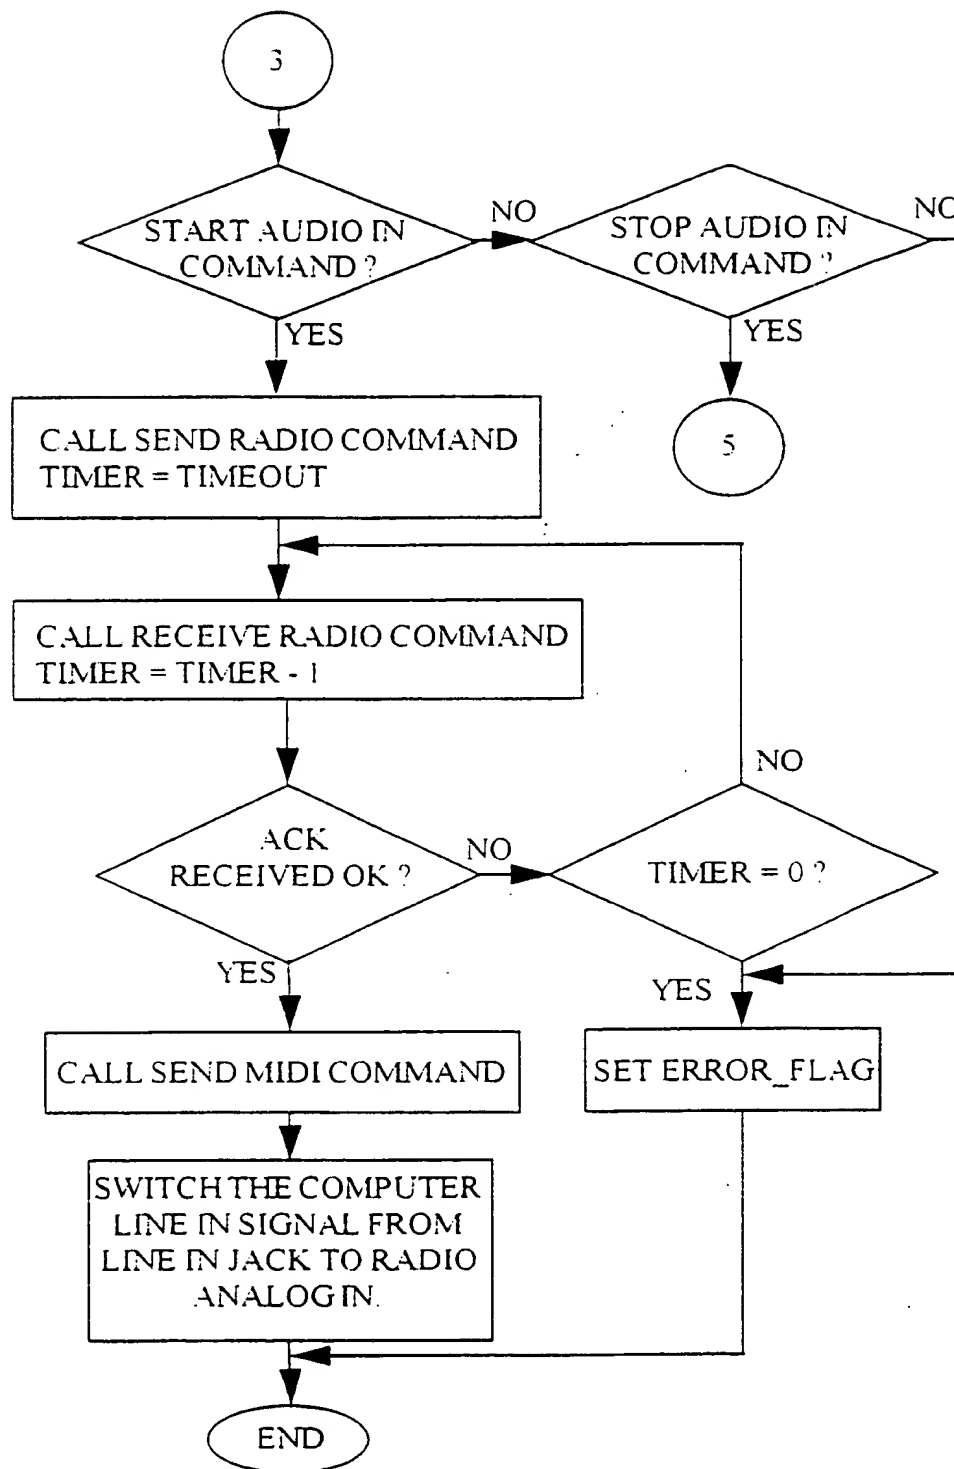 3
START AUDIO IN
COMMAND ?
NO
STOP AUDIO IN
COMMAND ?
NO
YES
YES
5
CALL SEND RADIO COMMAND
TIMER = TIMEOUT
CALL RECEIVE RADIO COMMAND
TIMER = TIMER - 1
NO
ACK
RECEIVED OK ?
NO
TIMER = 0 ?
YES
YES
CALL SEND MIDI COMMAND
SET ERROR_FLAG
SWITCH THE COMPUTER
LINE IN SIGNAL FROM
LINE IN JACK TO RADIO
ANALOG IN.
END